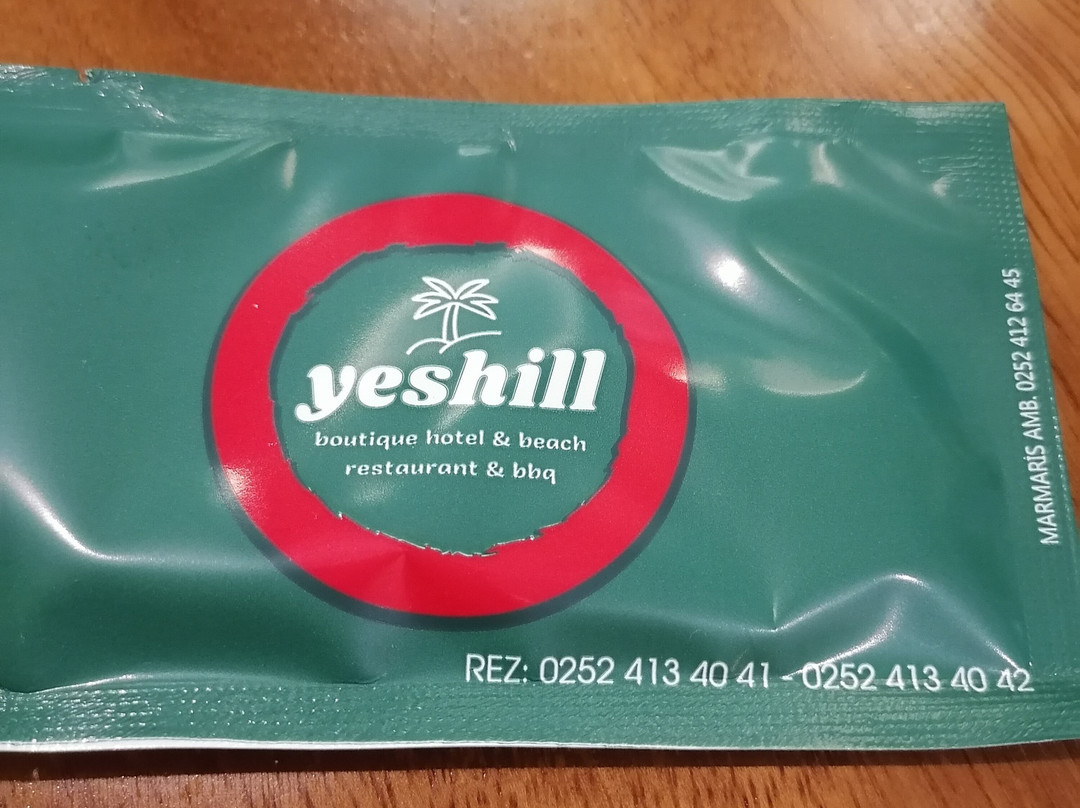 yeshill
boutique hotel & beach
restaurant & bbq
REZ: 0252 413 40 41 - 0252 413 40 42
MARMARİS AMB. 0252 412 64 45